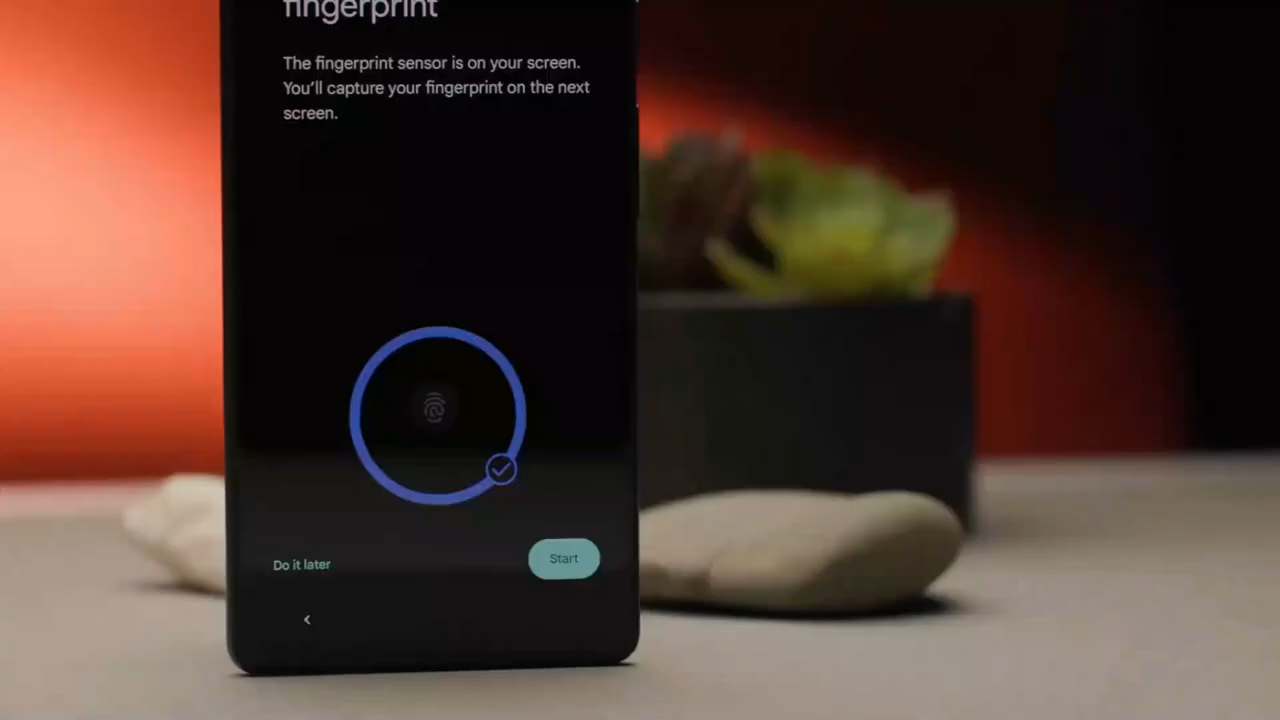 fingerprint
The fingerprint sensor is on your screen.
You’ll capture your fingerprint on the next
screen.
Do it later
Start